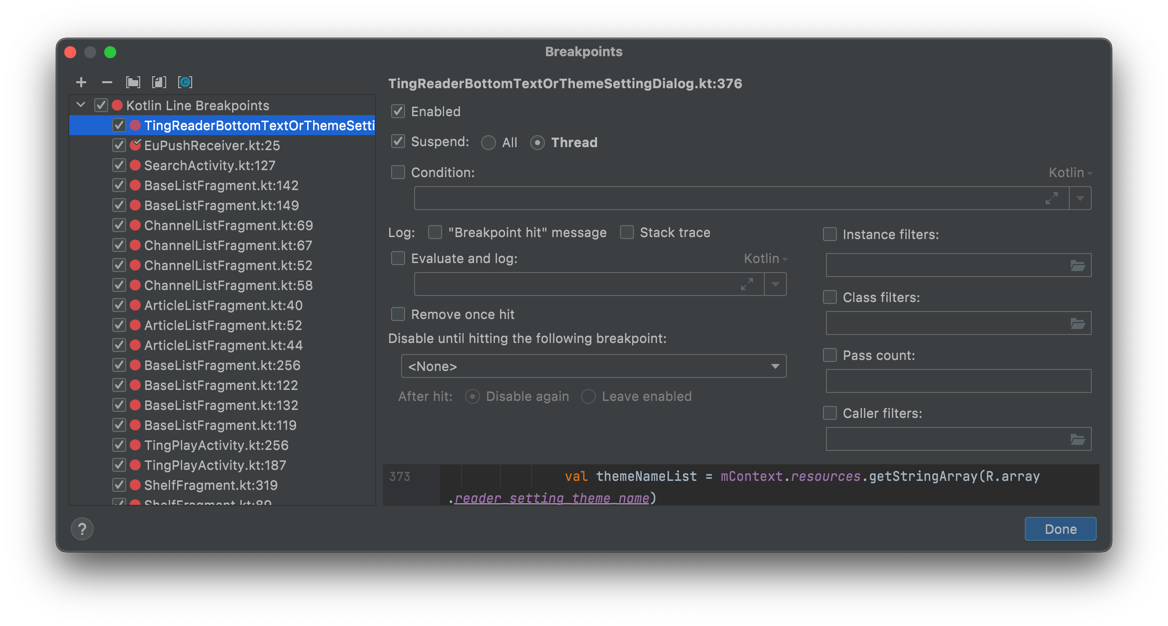 Breakpoints
Kotlin Line Breakpoints
TingReaderBottomTextOrThemeSetti
EuPushReceiver.kt:25
SearchActivity.kt:127
BaseListFragment.kt:142
BaseListFragment.kt:149
ChannelListFragment.kt:69
ChannelListFragment.kt:67
ChannelListFragment.kt:52
ChannelListFragment.kt:58
ArticleListFragment.kt:40
ArticleListFragment.kt:52
ArticleListFragment.kt:44
BaseListFragment.kt:256
BaseListFragment.kt:122
BaseListFragment.kt:132
BaseListFragment.kt:119
TingPlayActivity.kt:256
TingPlayActivity.kt:187
ShelfFragment.kt:319
ShelfFragment.kt:89
TingReaderBottomTextOrThemeSettingDialog.kt:376
Enabled
Suspend: All Thread
Condition: Kotlin
Log: "Breakpoint hit" message Stack trace
Evaluate and log: Kotlin
Remove once hit
Disable until hitting the following breakpoint:
<None>
After hit: Disable again Leave enabled
Instance filters:
Class filters:
Pass count:
Caller filters:
373 val themeNameList = mContext.resources.getStringArray(R.array
.reader_setting_theme_name)
?
Done